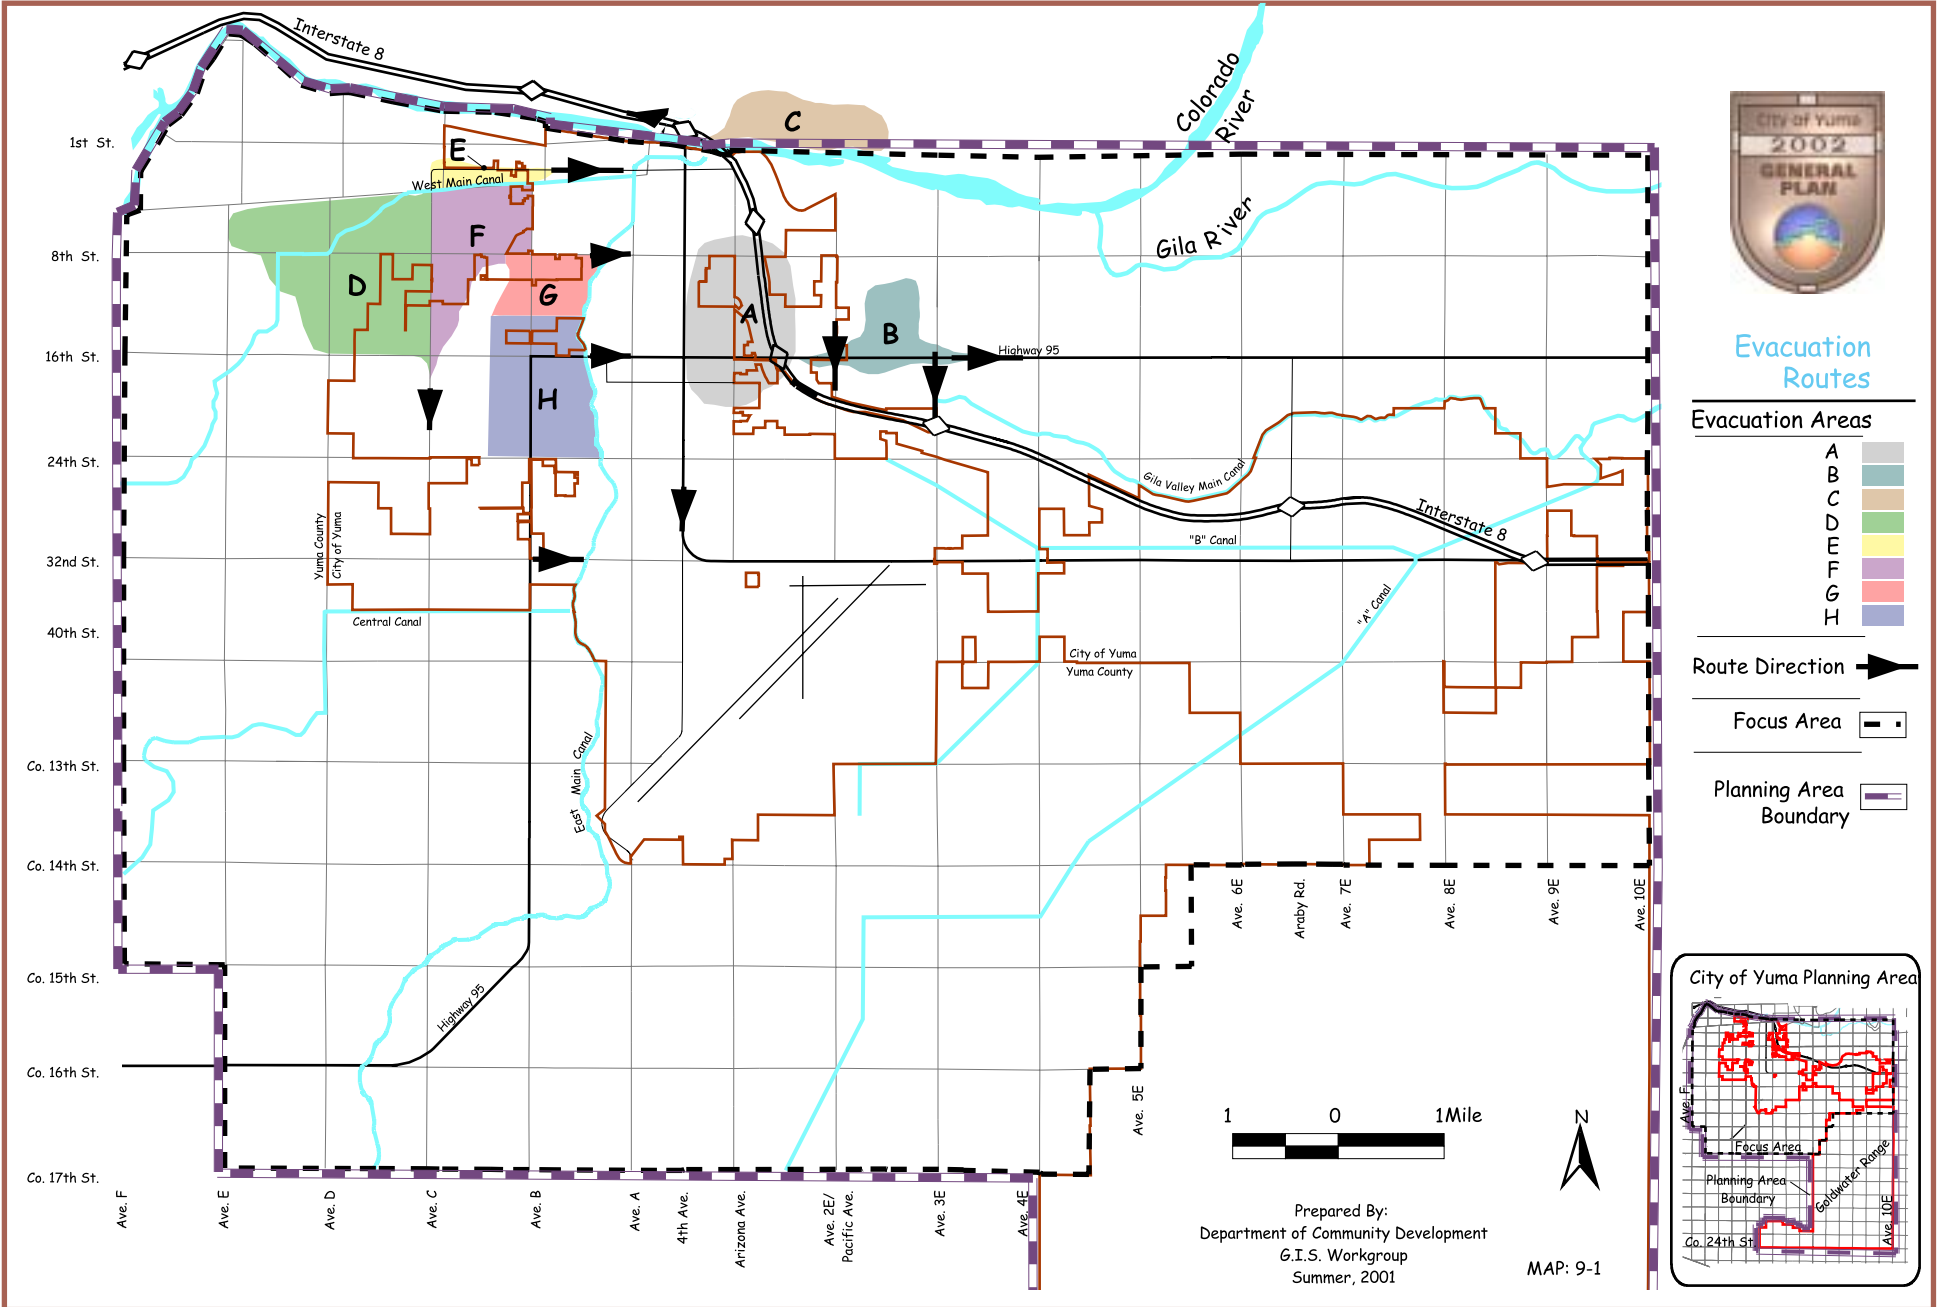 Interstate 8
Colorado
River
Gila River
C
E
West Main Canal
F
D
G
A
B
H
Highway 95
1st St.
8th St.
16th St.
24th St.
32nd St.
40th St.
Co. 13th St.
Co. 14th St.
Co. 15th St.
Co. 16th St.
Co. 17th St.
Yuma County
City of Yuma
Gila Valley Main Canal
Interstate 8
"B" Canal
"A" Canal
Central Canal
City of Yuma
Yuma County
East Main Canal
Highway 95
Ave. F
Ave. E
Ave. D
Ave. C
Ave. B
Ave. A
4th Ave.
Arizona Ave.
Ave. 2E/
Pacific Ave.
Ave. 3E
Ave. 4E
Ave. 5E
Ave. 6E
Araby Rd.
Ave. 7E
Ave. 8E
Ave. 9E
Ave. 10E
1 0 1Mile
N
Prepared By:
Department of Community Development
G.I.S. Workgroup
Summer, 2001
MAP: 9-1
City of Yuma
2002
GENERAL
PLAN
Evacuation
Routes
Evacuation Areas
A
B
C
D
E
F
G
H
Route Direction
Focus Area
Planning Area
Boundary
City of Yuma Planning Area
Ave. F
Focus Area
Planning Area
Boundary
Goldwater Range
Ave. 10E
Co. 24th St.